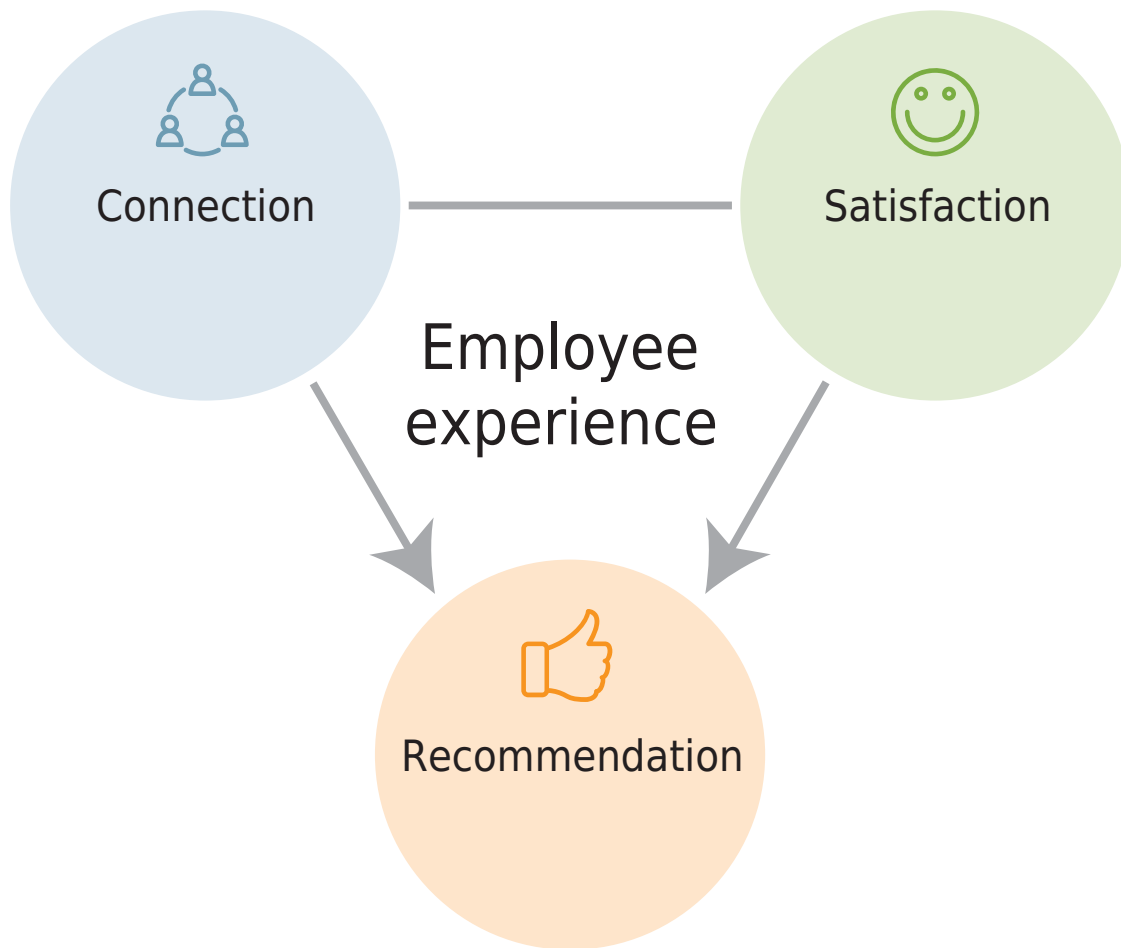 Connection
Satisfaction
Employee
experience
Recommendation